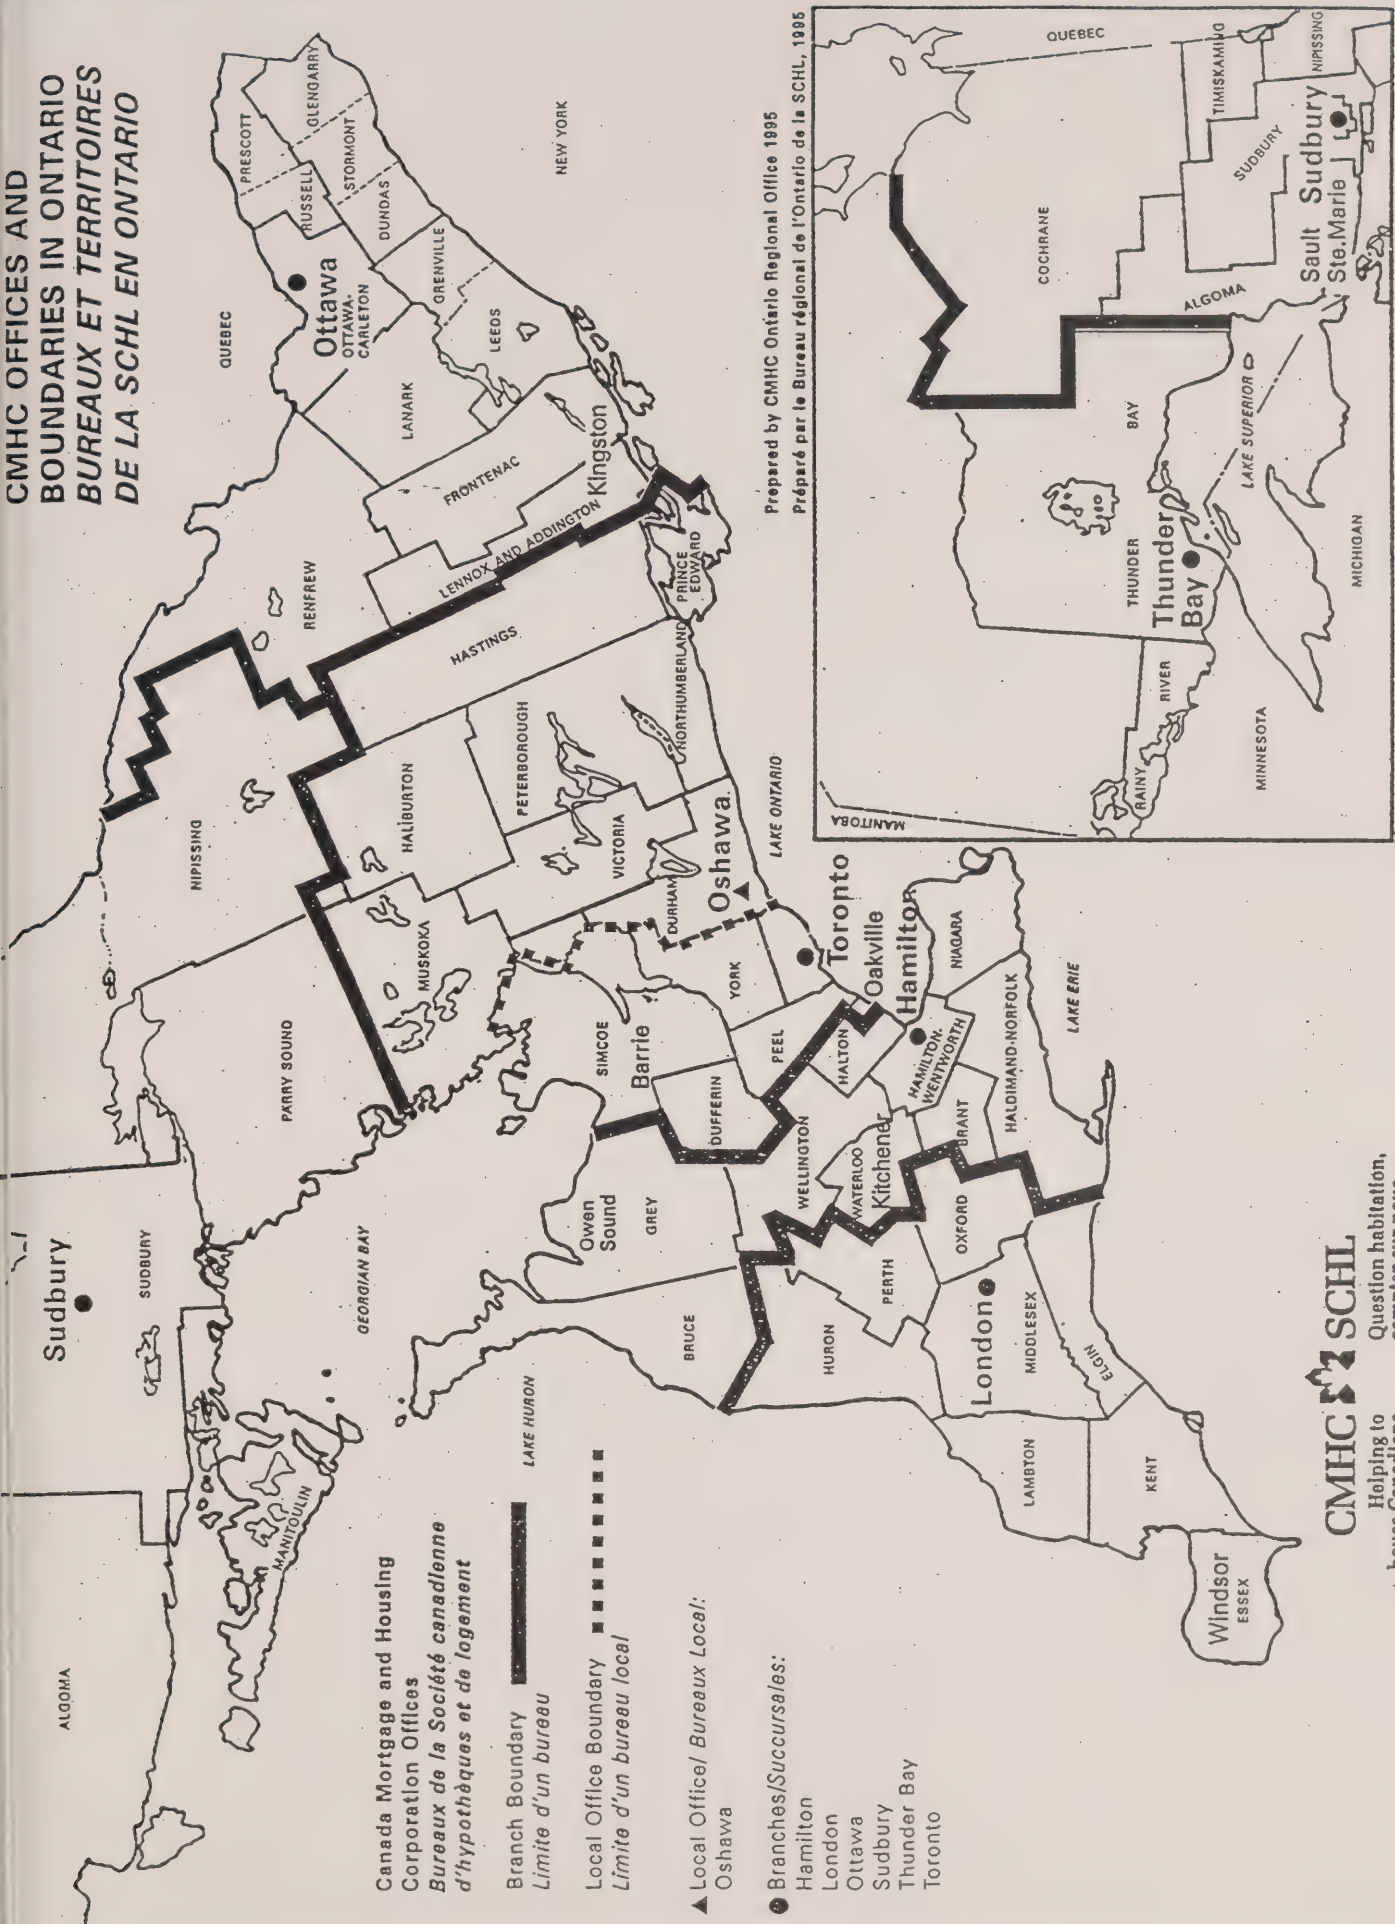 CMHC OFFICES AND
BOUNDARIES IN ONTARIO
BUREAUX ET TERRITOIRES
DE LA SCHL EN ONTARIO
ALGOMA
Sudbury
SUDBURY
MANITOULIN
GEORGIAN BAY
LAKE HURON
PARRY SOUND
NIPISSING
MUSKOKA
HALIBURTON
RENFREW
QUEBEC
Ottawa
OTTAWA-
CARLETON
PRESCOTT
RUSSELL
GLENGARRY
STORMONT
DUNDAS
GRENVILLE
LEEDS
LANARK
FRONTENAC
LENNOX AND ADDINGTON
Kingston
NEW YORK
HASTINGS
PRINCE
EDWARD
NORTHUMBERLAND
PETERBOROUGH
VICTORIA
DURHAM
Oshawa
LAKE ONTARIO
SIMCOE
Barrie
YORK
Toronto
PEEL
DUFFERIN
HALTON
Oakville
Hamilton
HAMILTON-
WENTWORTH
NIAGARA
HALDIMAND-NORFOLK
LAKE ERIE
BRANT
WELLINGTON
WATERLOO
Kitchener
Owen
Sound
GREY
BRUCE
HURON
PERTH
OXFORD
London
MIDDLESEX
ELGIN
LAMBTON
KENT
Windsor
ESSEX
Canada Mortgage and Housing
Corporation Offices
Bureaux de la Société canadienne
d'hypothèques et de logement
Branch Boundary
Limite d'un bureau
Local Office Boundary
Limite d'un bureau local
Local Office/ Bureaux Local:
Oshawa
Branches/Succursales:
Hamilton
London
Ottawa
Sudbury
Thunder Bay
Toronto
Prepared by CMHC Ontario Regional Office 1995
Préparé par le Bureau régional de l'Ontario de la SCHL, 1995
QUEBEC
COCHRANE
TIMISKAMING
NIPISSING
SUDBURY
Sudbury
Sault
Ste.Marie
ALGOMA
THUNDER
BAY
LAKE SUPERIOR
Thunder
Bay
MICHIGAN
RAINY
RIVER
MINNESOTA
MANITOBA
CMHC SCHL
Helping to
Question habitation,